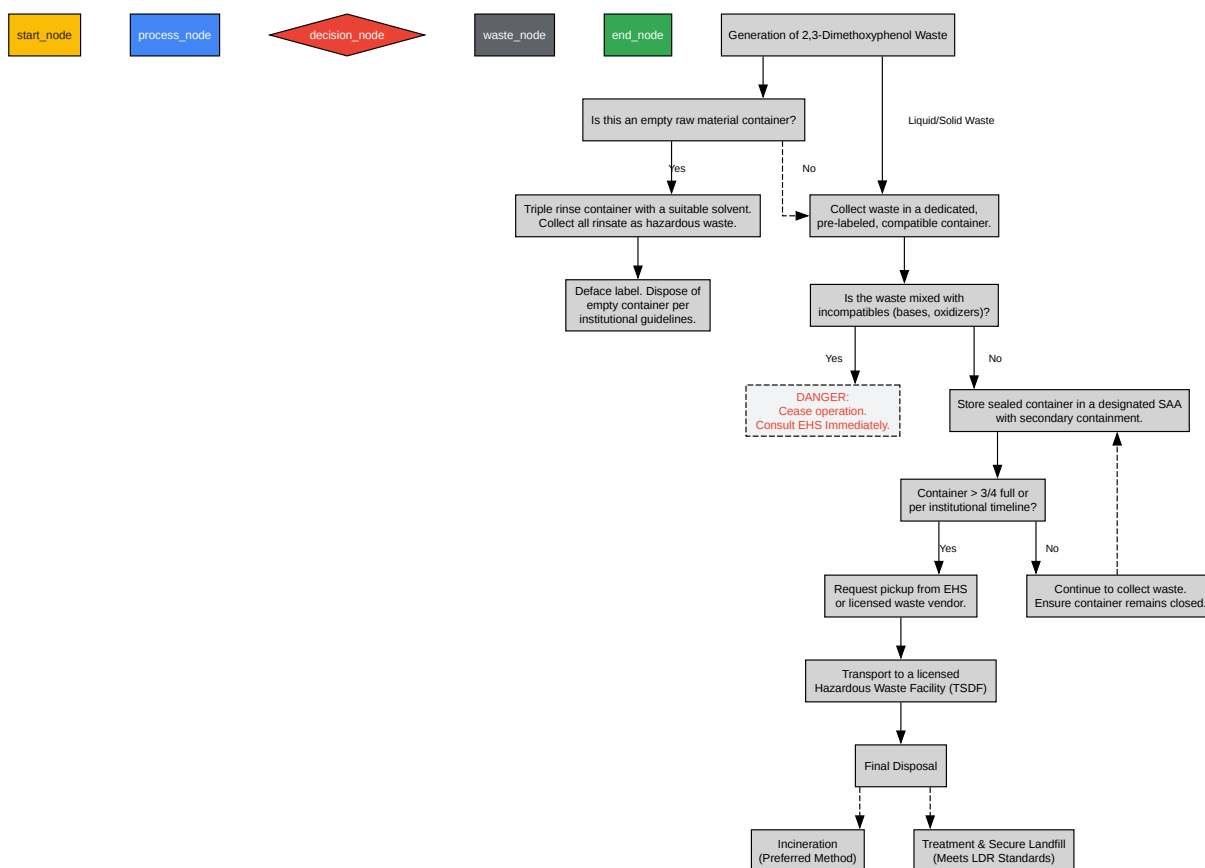 start_node
process_node
decision_node
waste_node
end_node
Generation of 2,3-Dimethoxyphenol Waste
Is this an empty raw material container?
Liquid/Solid Waste
Yes
No
Triple rinse container with a suitable solvent.
Collect all rinsate as hazardous waste.
Collect waste in a dedicated,
pre-labeled, compatible container.
Deface label. Dispose of
empty container per
institutional guidelines.
Is the waste mixed with
incompatibles (bases, oxidizers)?
Yes
No
DANGER:
Cease operation.
Consult EHS Immediately.
Store sealed container in a designated SAA
with secondary containment.
Container > 3/4 full or
per institutional timeline?
Yes
No
Request pickup from EHS
or licensed waste vendor.
Continue to collect waste.
Ensure container remains closed.
Transport to a licensed
Hazardous Waste Facility (TSDF)
Final Disposal
Incineration
(Preferred Method)
Treatment & Secure Landfill
(Meets LDR Standards)